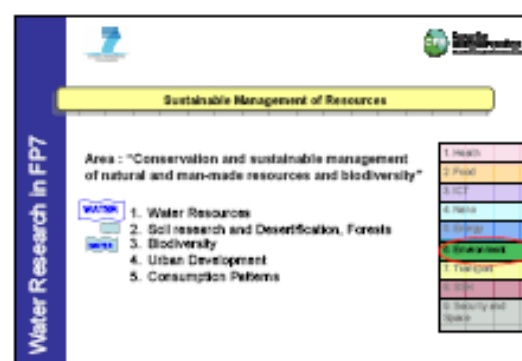 Water Research in FP7
Sustainable Management of Resources
Area : "Conservation and sustainable management
of natural and man-made resources and biodiversity"
WATER
1. Water Resources
2. Soil research and Desertification, Forests
3. Biodiversity
4. Urban Development
5. Consumption Patterns
1. Health
2. Food
3. ICT
4. Nano
5. Energy
6. Environment
7. Transport
9. Security and
Space